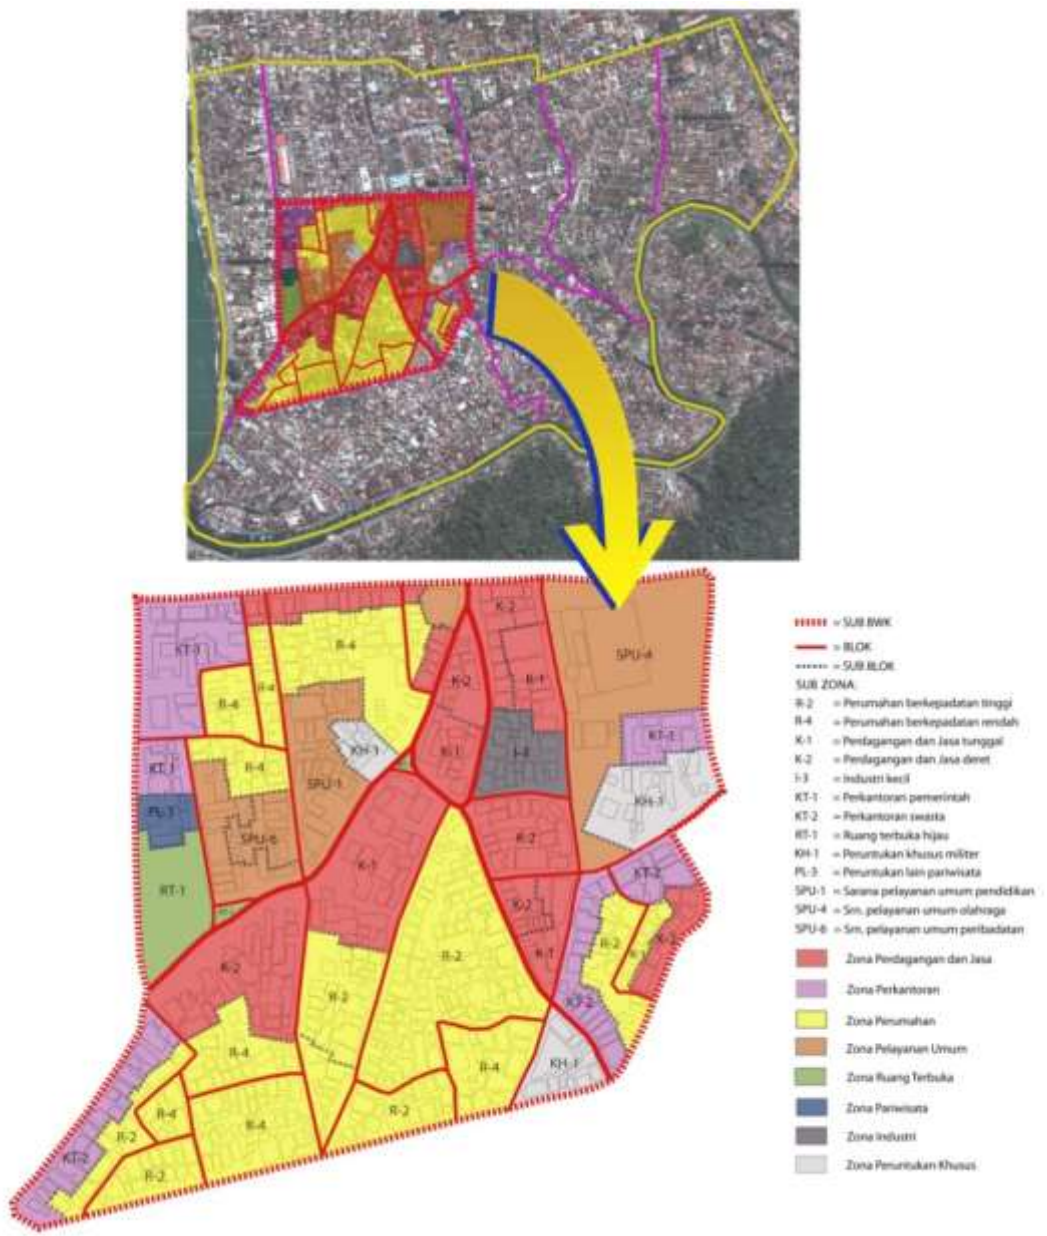 K-2
KT-1
R-4
SPU-4
R-4
K-2
K-1
R-4
KH-1
K-1
I-3
KT-1
KT-1
R-4
SPU-1
KH-1
PL-3
SPU-6
K-2
K-1
RT-1
KT-2
K-2
R-2
K-2
R-2
K-2
K-1
R-2
KT-2
R-4
KH-1
R-4
R-4
R-2
R-2
R-4
KT-2
R-2
= SUB BWK
= BLOK
= SUB BLOK
SUB ZONA:
R-2 = Perumahan berkepadatan tinggi
R-4 = Perumahan berkepadatan rendah
K-1 = Perdagangan dan Jasa tunggal
K-2 = Perdagangan dan Jasa deret
I-3 = Industri kecil
KT-1 = Perkantoran pemerintah
KT-2 = Perkantoran swasta
RT-1 = Ruang terbuka hijau
KH-1 = Peruntukan khusus militer
PL-3 = Peruntukan lain pariwisata
SPU-1 = Sarana pelayanan umum pendidikan
SPU-4 = Srn. pelayanan umum olahraga
SPU-6 = Srn. pelayanan umum peribadatan
Zona Perdagangan dan Jasa
Zona Perkantoran
Zona Perumahan
Zona Pelayanan Umum
Zona Ruang Terbuka
Zona Pariwisata
Zona Industri
Zona Peruntukan Khusus